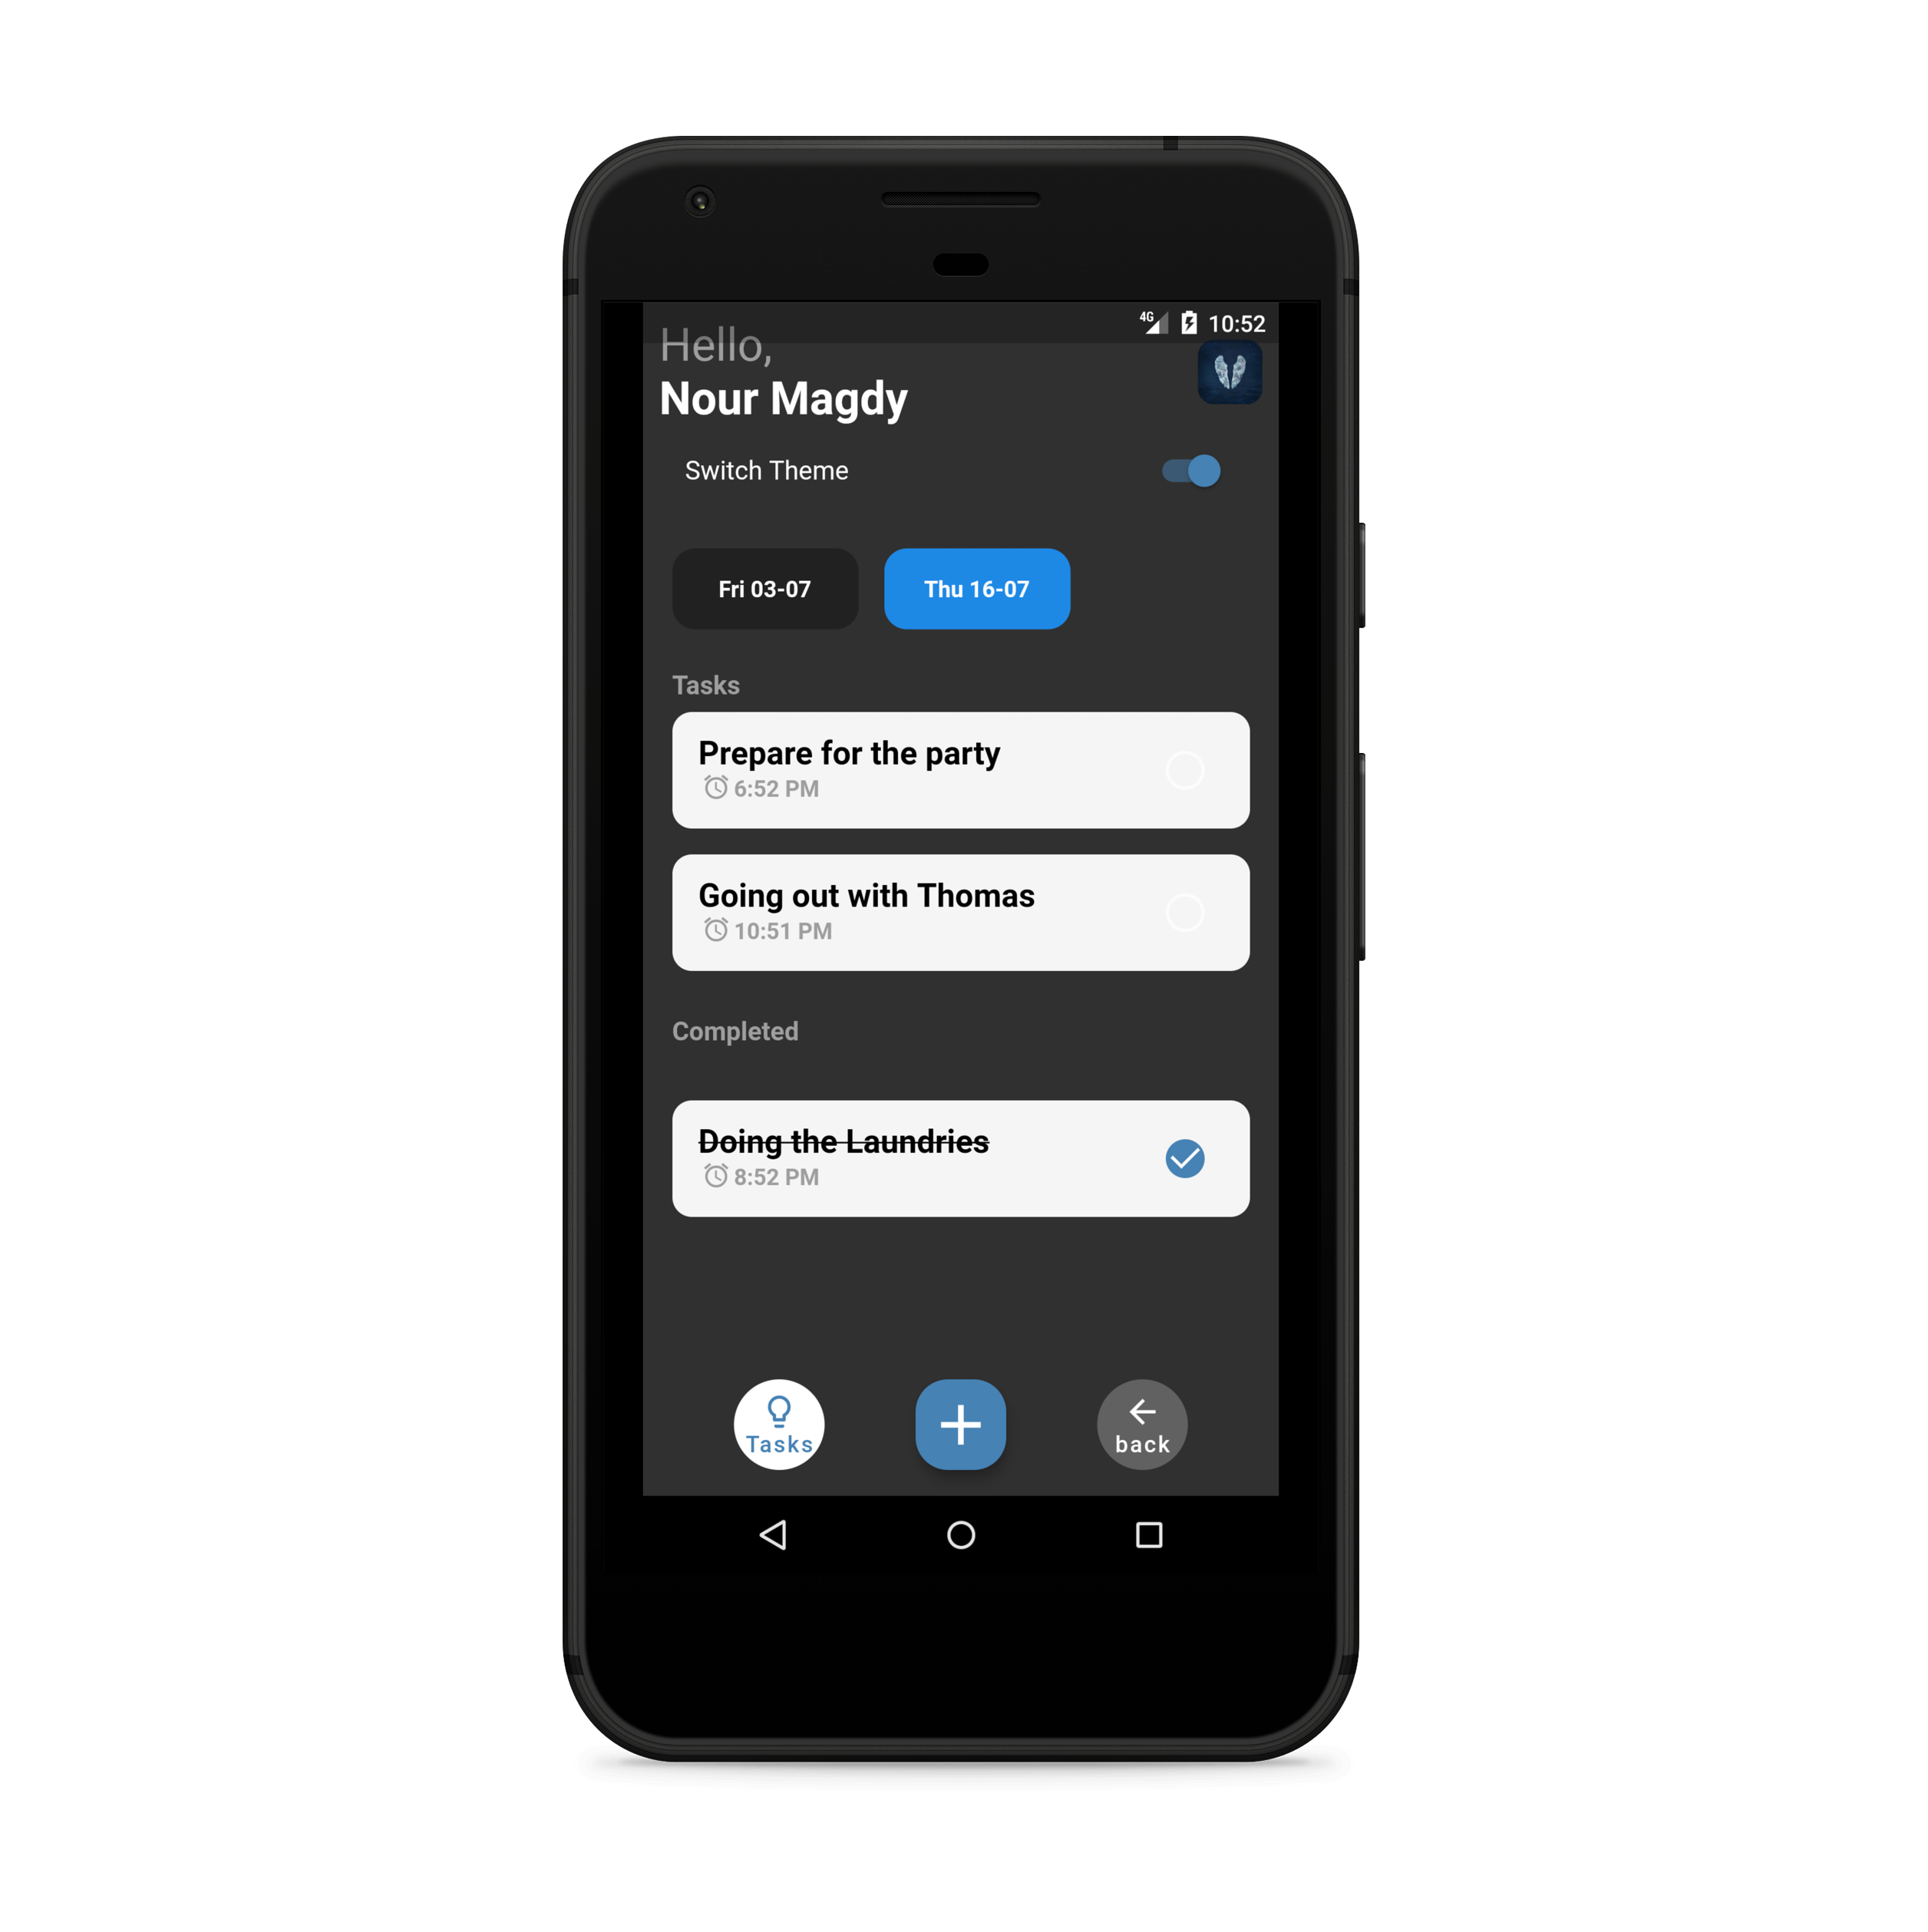 4G 10:52
Hello,
Nour Magdy
Switch Theme
Fri 03-07 Thu 16-07
Tasks
Prepare for the party
6:52 PM
Going out with Thomas
10:51 PM
Completed
Doing the Laundries
8:52 PM
Tasks back